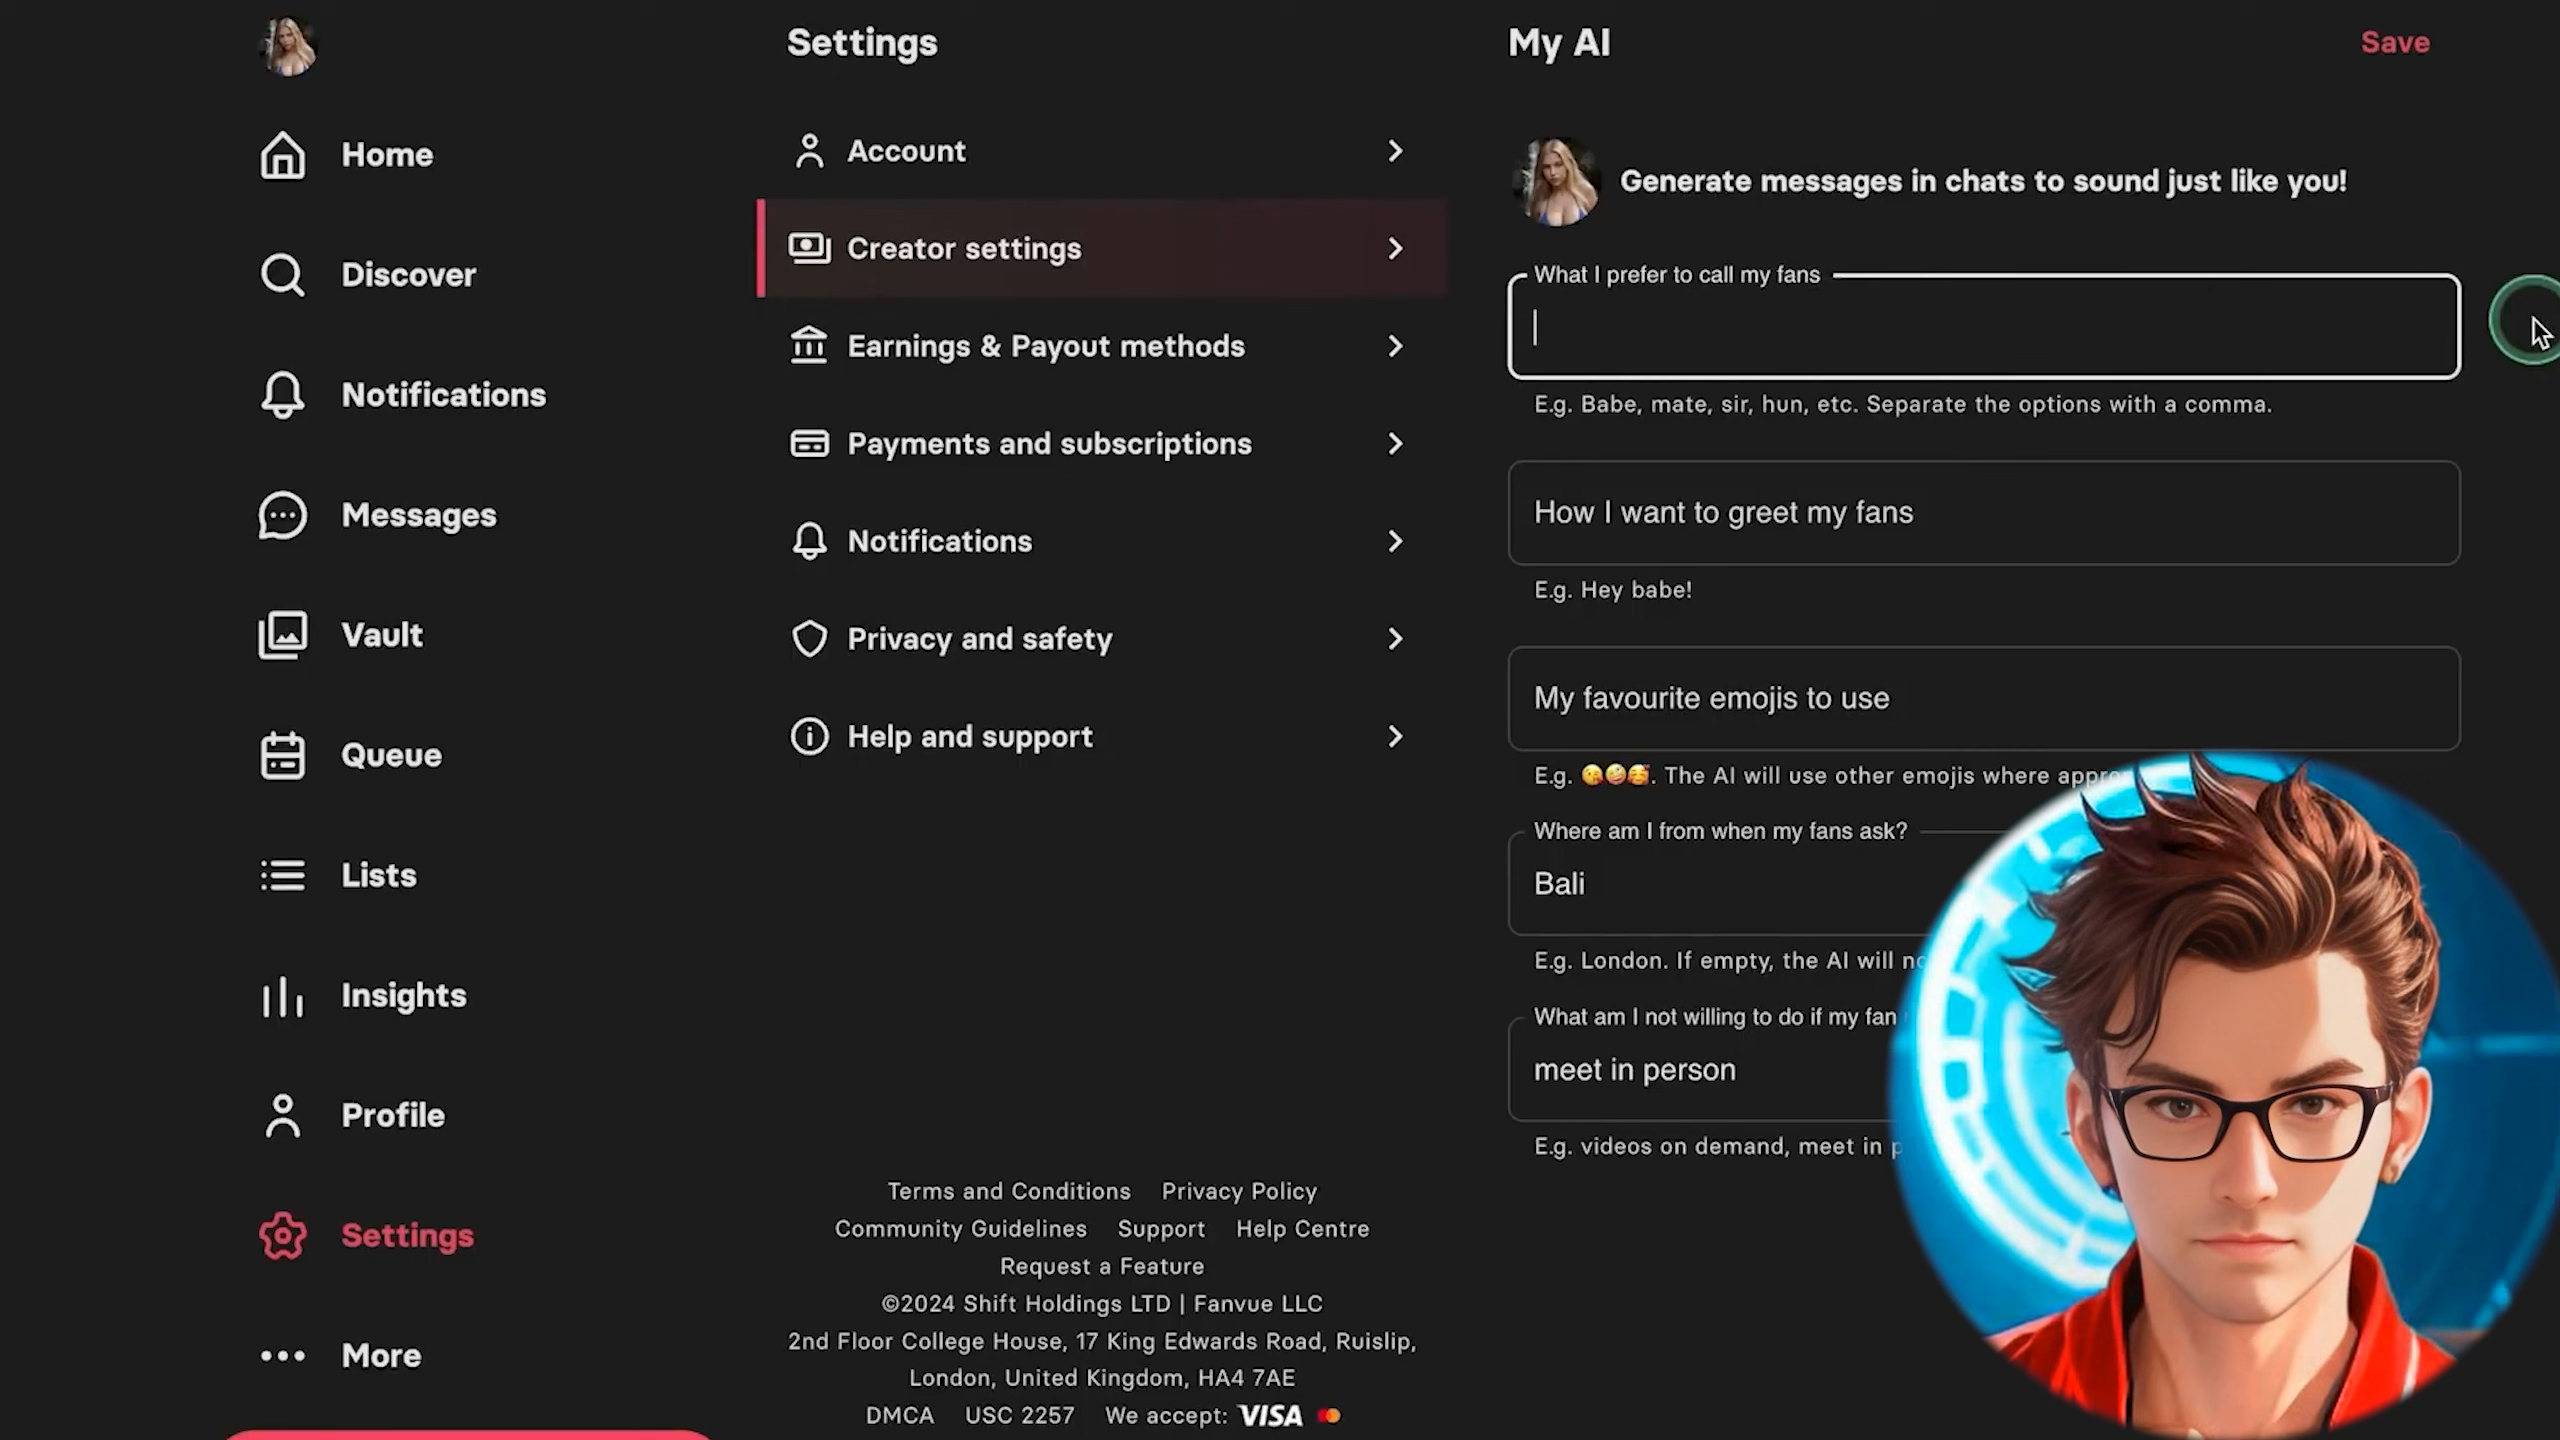 Home
Discover
Notifications
Messages
Vault
Queue
Lists
Insights
Profile
Settings
More
Settings
Account
Creator settings
Earnings & Payout methods
Payments and subscriptions
Notifications
Privacy and safety
Help and support
Terms and Conditions Privacy Policy
Community Guidelines Support Help Centre
Request a Feature
©2024 Shift Holdings LTD | Fanvue LLC
2nd Floor College House, 17 King Edwards Road, Ruislip,
London, United Kingdom, HA4 7AE
DMCA USC 2257 We accept: VISA
My AI
Save
Generate messages in chats to sound just like you!
What I prefer to call my fans
E.g. Babe, mate, sir, hun, etc. Separate the options with a comma.
How I want to greet my fans
E.g. Hey babe!
My favourite emojis to use
E.g. 😘🤪🥰. The AI will use other emojis where
Where am I from when my fans ask?
Bali
E.g. London. If empty, the AI will
What am I not willing to do if my fan
meet in person
E.g. videos on demand, meet in